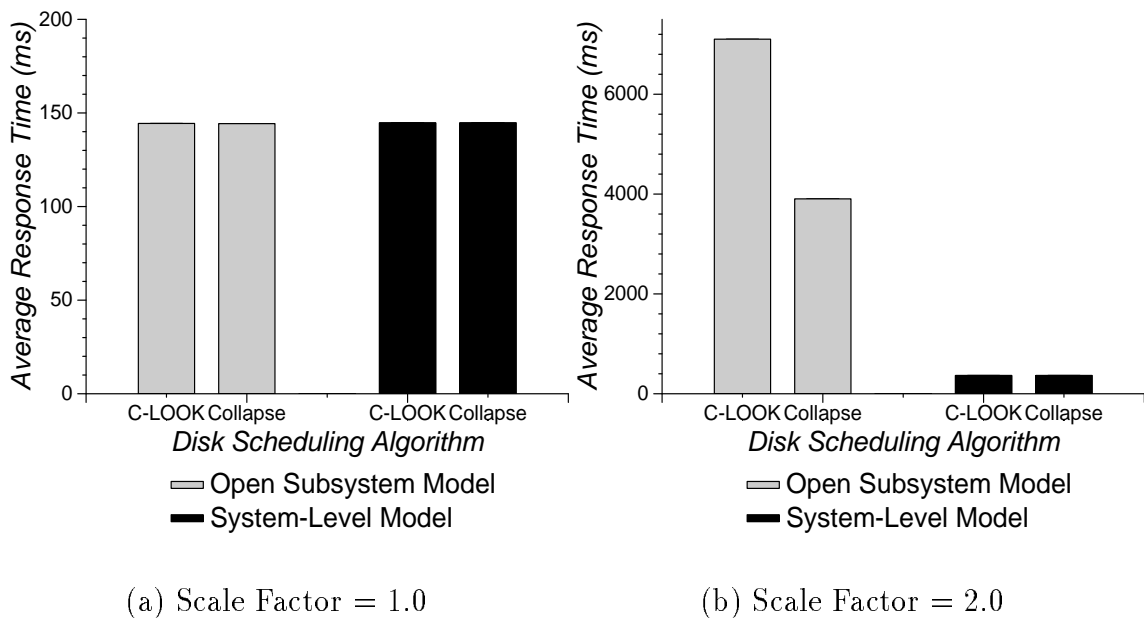 Average Response Time (ms)
200
150
100
50
0
C-LOOK Collapse C-LOOK Collapse
Disk Scheduling Algorithm
Open Subsystem Model
System-Level Model
(a) Scale Factor = 1.0
Average Response Time (ms)
6000
4000
2000
0
C-LOOK Collapse C-LOOK Collapse
Disk Scheduling Algorithm
Open Subsystem Model
System-Level Model
(b) Scale Factor = 2.0